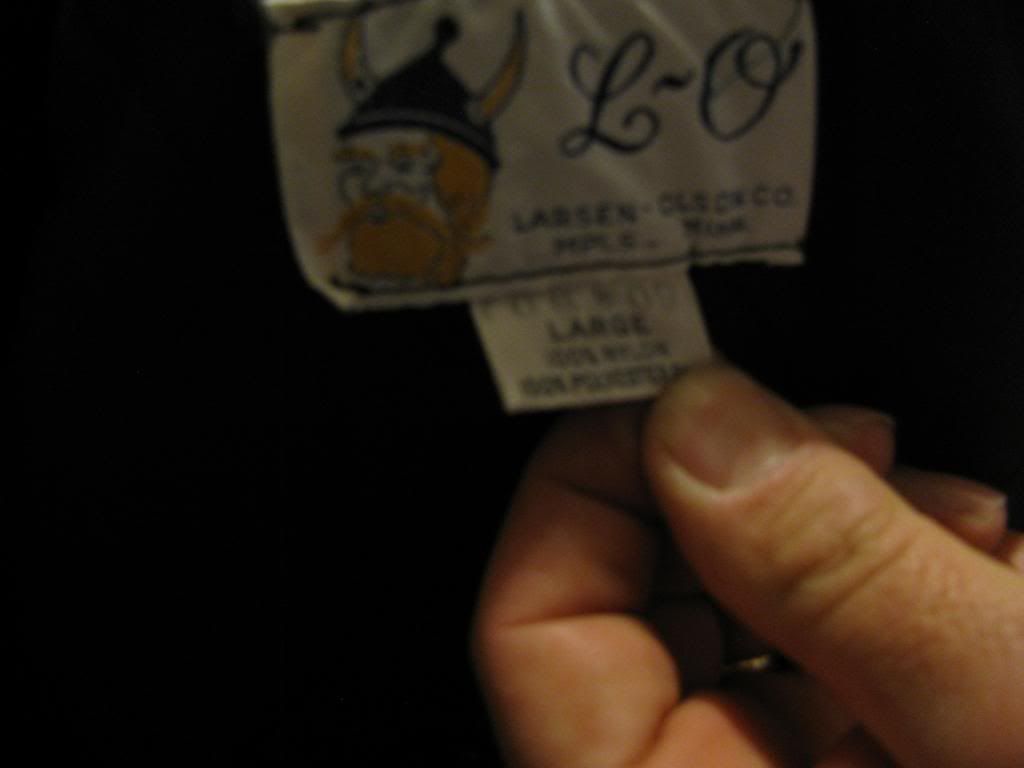 L~O
LARSEN-OLSON CO.
MPLS. MINN.
LARGE
100% NYLON
100% POLYESTER